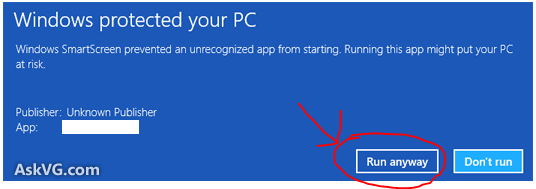 Windows protected your PC
Windows SmartScreen prevented an unrecognized app from starting. Running this app might put your PC
at risk.
Publisher: Unknown Publisher
App:
Run anyway
Don't run
AskVG.com